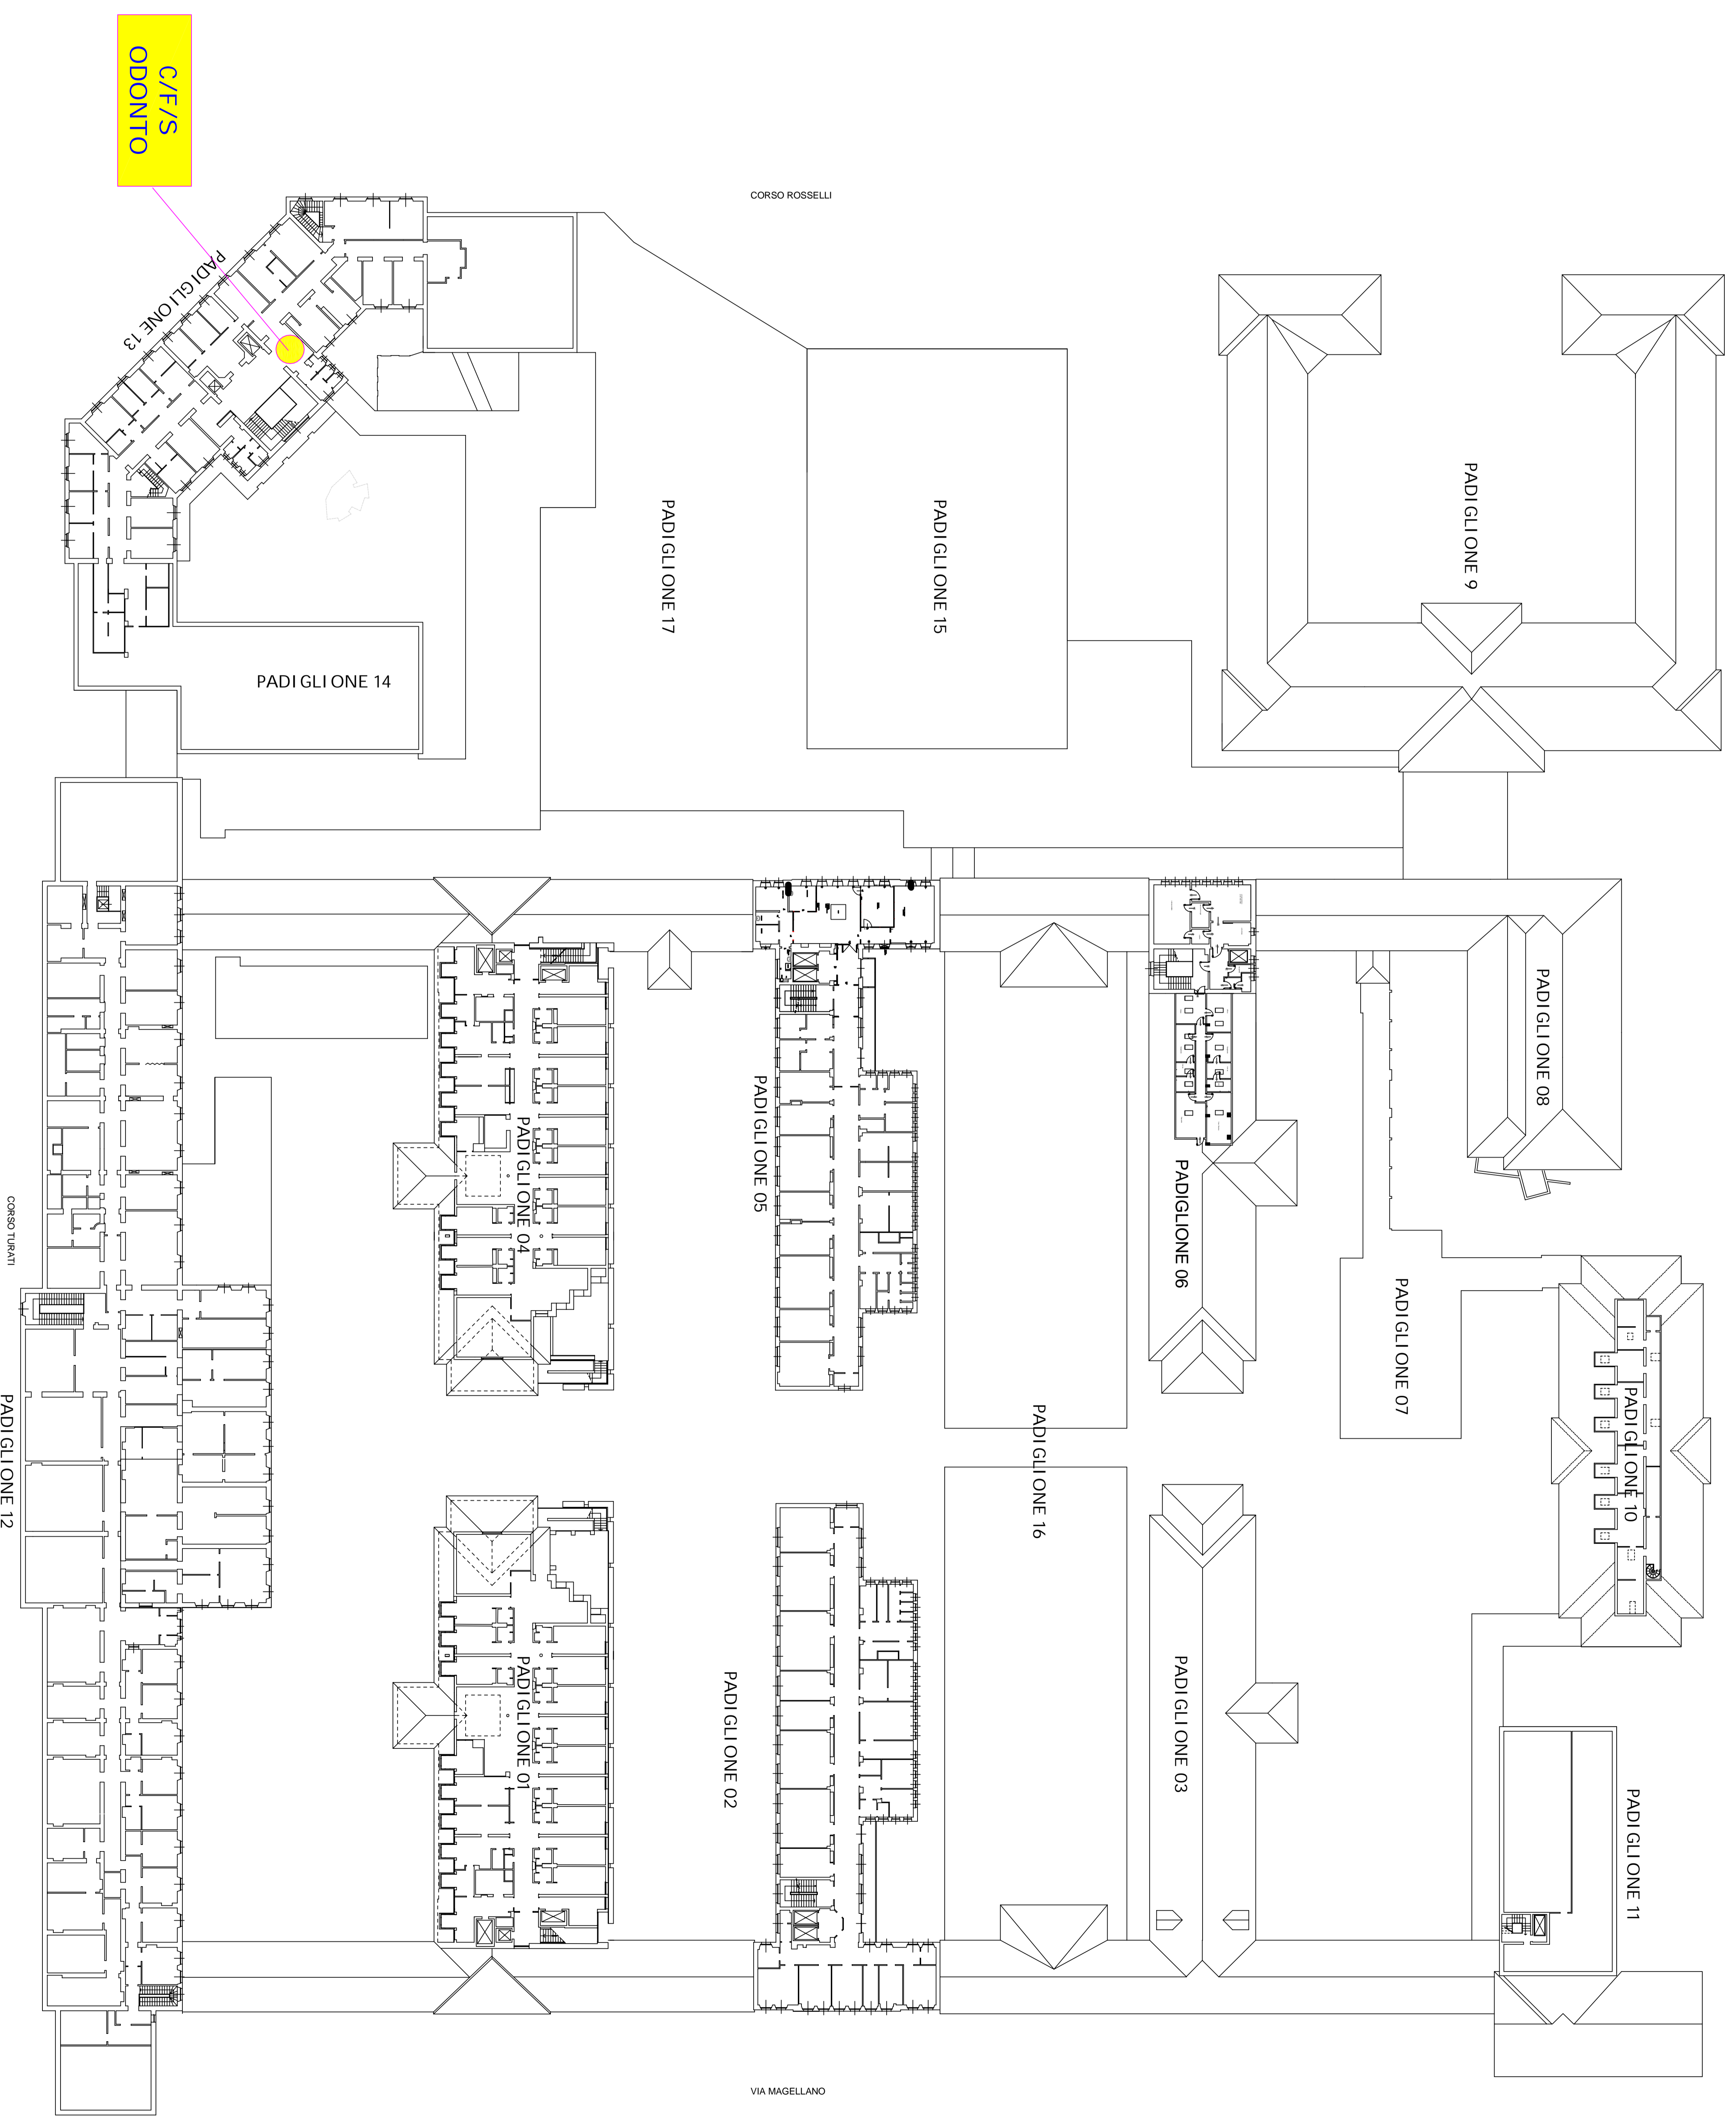 C/F/S
ODONTO
CORSO ROSSELLI
PADIGLIONE 13
PADIGLIONE 9
PADIGLIONE 17
PADIGLIONE 15
PADIGLIONE 14
PADIGLIONE 08
PADIGLIONE 05
PADIGLIONE 04
PADIGLIONE 06
CORSO TURATI
PADIGLIONE 07
PADIGLIONE 12
PADIGLIONE 16
PADIGLIONE 10
PADIGLIONE 01
PADIGLIONE 02
PADIGLIONE 03
PADIGLIONE 11
VIA MAGELLANO